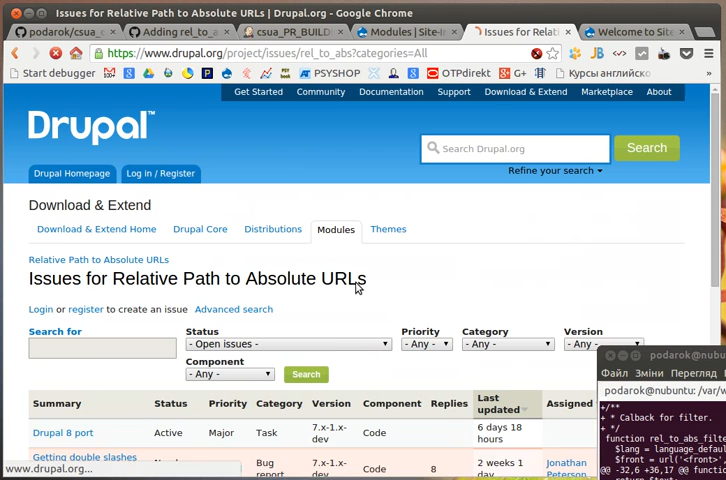 Issues for Relative Path to Absolute URLs | Drupal.org - Google Chrome
podarok/csua_c
Adding rel_to_a
csua_PR_BUILD
Modules | Site-I
Issues for Relati
Welcome to Site
https://www.drupal.org/project/issues/rel_to_abs?categories=All
JB
Start debugger
PSYSHOP
OTPdirekt
Курсы английско
Get Started
Community
Documentation
Support
Download & Extend
Marketplace
About
Drupal™
Search Drupal.org
Search
Refine your search
Drupal Homepage
Log in / Register
Download & Extend
Download & Extend Home
Drupal Core
Distributions
Modules
Themes
Relative Path to Absolute URLs
Issues for Relative Path to Absolute URLs
Login or register to create an issue
Advanced search
Search for
Status
Priority
Category
Version
- Open issues -
- Any -
- Any -
- Any -
Component
- Any -
Search
Summary
Status
Priority
Category
Version
Component
Replies
Last updated
Assigned
Drupal 8 port
Active
Major
Task
7.x-1.x-dev
Code
6 days 18 hours
Getting double slashes
Bug report
7.x-1.x-dev
Code
8
2 weeks 1 day
Jonathan Peterson
www.drupal.org...
podarok@nubu
Файл Зміни Перегляд
podarok@nubuntu: /var/w
+/**
+ * Calback for filter.
+ */
function rel_to_abs_filte
$lang = language_defau
$front = url('<front>',
@@ -32,6 +36,17 @@ functio
return $text;